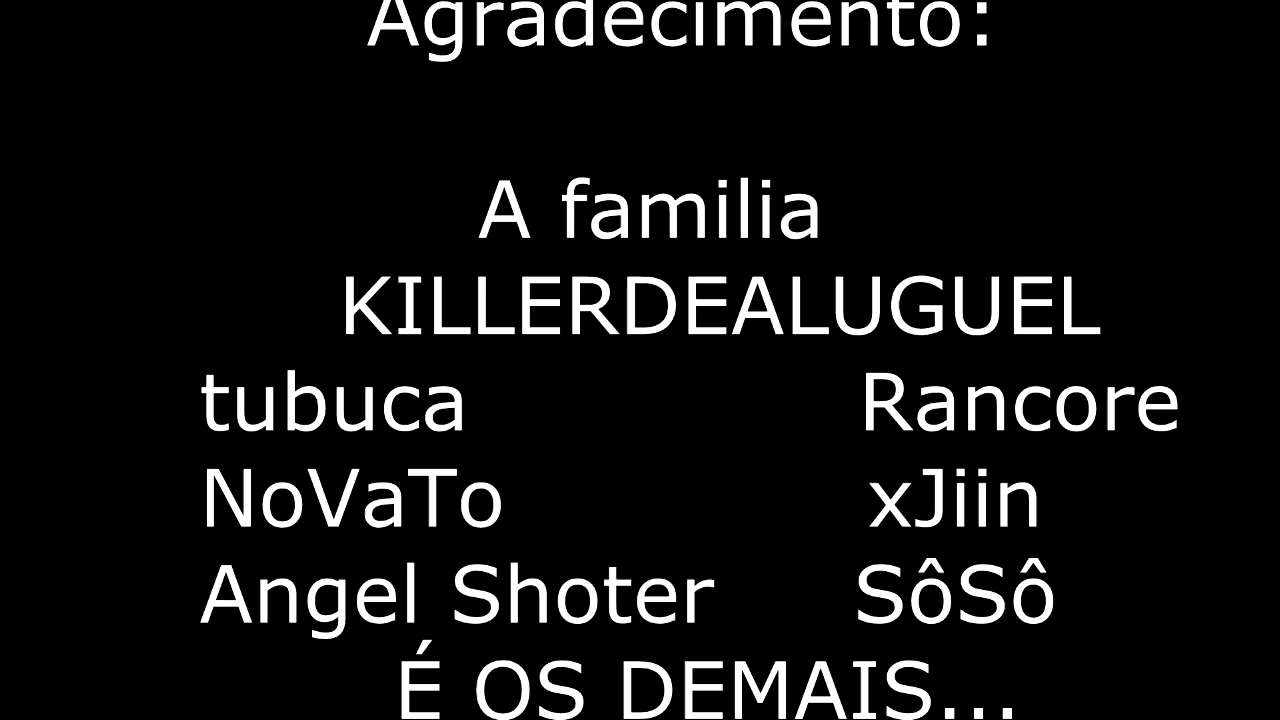 Agradecimento:
A familia
KILLERDEALUGUEL
tubuca Rancore
NoVaTo xJiin
Angel Shoter SôSô
É OS DEMAIS...